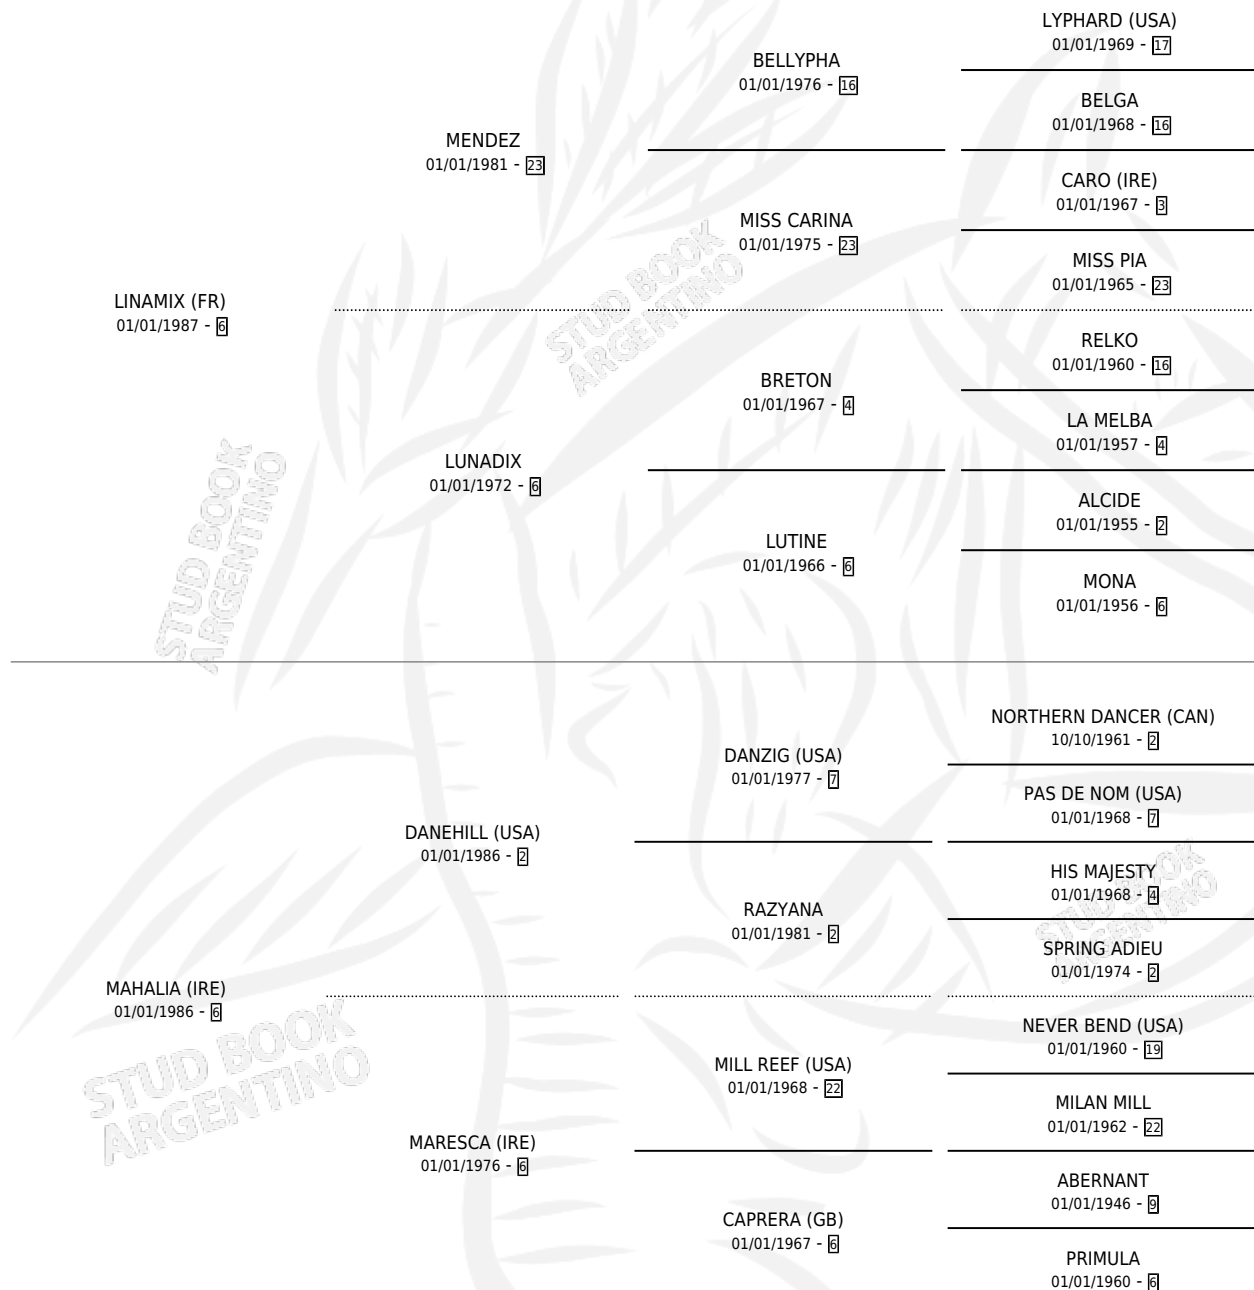 LYPHARD (USA)
01/01/1969 - 17
BELLYPHA
01/01/1976 - 16
BELGA
01/01/1968 - 16
MENDEZ
01/01/1981 - 23
CARO (IRE)
01/01/1967 - 3
MISS CARINA
01/01/1975 - 23
MISS PIA
01/01/1965 - 23
LINAMIX (FR)
01/01/1987 - 6
RELKO
01/01/1960 - 16
BRETON
01/01/1967 - 4
LA MELBA
01/01/1957 - 4
LUNADIX
01/01/1972 - 6
ALCIDE
01/01/1955 - 2
LUTINE
01/01/1966 - 6
MONA
01/01/1956 - 6
NORTHERN DANCER (CAN)
10/10/1961 - 2
DANZIG (USA)
01/01/1977 - 7
PAS DE NOM (USA)
01/01/1968 - 7
DANEHILL (USA)
01/01/1986 - 2
HIS MAJESTY
01/01/1968 - 4
RAZYANA
01/01/1981 - 2
SPRING ADIEU
01/01/1974 - 2
MAHALIA (IRE)
01/01/1986 - 6
NEVER BEND (USA)
01/01/1960 - 19
MILL REEF (USA)
01/01/1968 - 22
MILAN MILL
01/01/1962 - 22
MARESCA (IRE)
01/01/1976 - 6
ABERNANT
01/01/1946 - 9
CAPRERA (GB)
01/01/1967 - 6
PRIMULA
01/01/1960 - 6
STUD BOOK
ARGENTINO
STUD BOOK
ARGENTINO
STUD BOOK
ARGENTINO
STUD BOOK
ARGENTINO